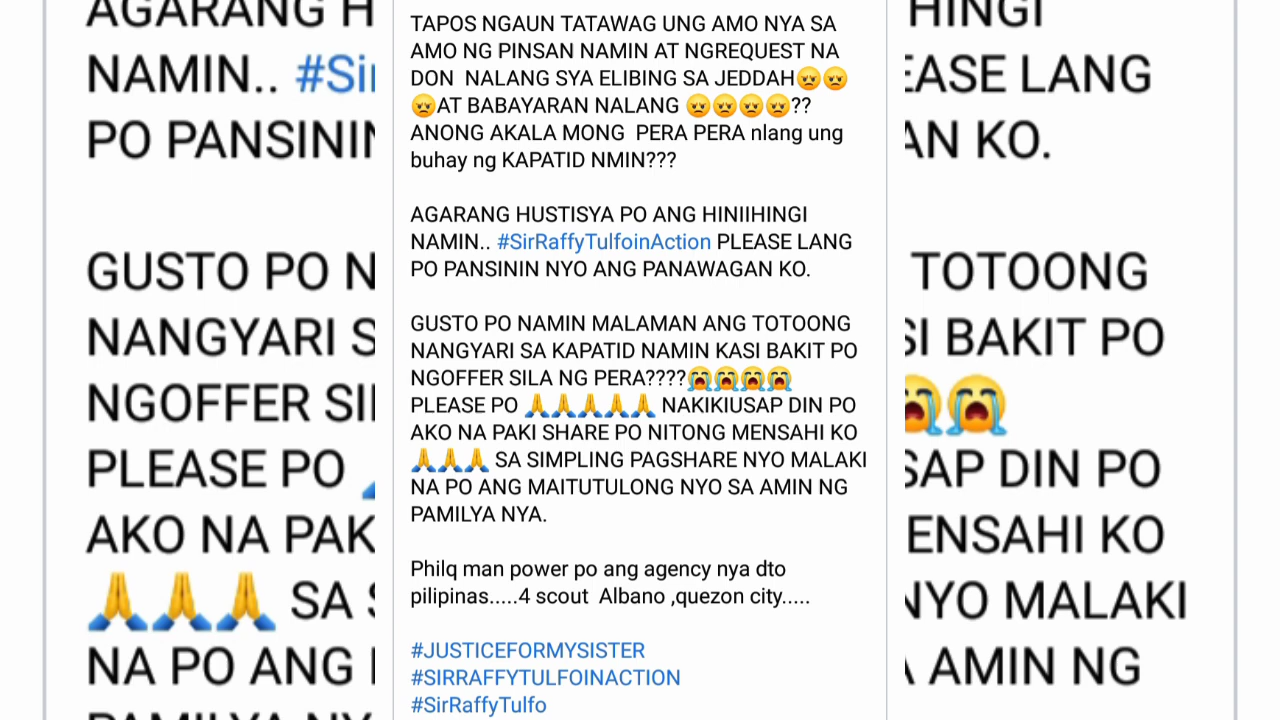 AGARANG H
NAMIN.. #Sir
PO PANSININ
GUSTO PO N
NANGYARI S
NGOFFER SI
PLEASE PO
AKO NA PAK
🙏🙏🙏 SA S
NA PO ANG
PAMILYA NY
TAPOS NGAUN TATAWAG UNG AMO NYA SA
AMO NG PINSAN NAMIN AT NGREQUEST NA
DON NALANG SYA ELIBING SA JEDDAH😠😠
😠AT BABAYARAN NALANG 😠😠😠😠??
ANONG AKALA MONG PERA PERA nlang ung
buhay ng KAPATID NMIN???
AGARANG HUSTISYA PO ANG HINIIHINGI
NAMIN.. #SirRaffyTulfoinAction PLEASE LANG
PO PANSININ NYO ANG PANAWAGAN KO.
GUSTO PO NAMIN MALAMAN ANG TOTOONG
NANGYARI SA KAPATID NAMIN KASI BAKIT PO
NGOFFER SILA NG PERA????😭😭😭😭
PLEASE PO 🙏🙏🙏🙏🙏 NAKIKIUSAP DIN PO
AKO NA PAKI SHARE PO NITONG MENSAHI KO
🙏🙏🙏 SA SIMPLING PAGSHARE NYO MALAKI
NA PO ANG MAITUTULONG NYO SA AMIN NG
PAMILYA NYA.
Philq man power po ang agency nya dto
pilipinas.....4 scout Albano ,quezon city.....
#JUSTICEFORMYSISTER
#SIRRAFFYTULFOINACTION
#SirRaffyTulfo
HINGI
EASE LANG
AN KO.
TOTOONG
SI BAKIT PO
😭😭
SAP DIN PO
ENSAHI KO
NYO MALAKI
A AMIN NG